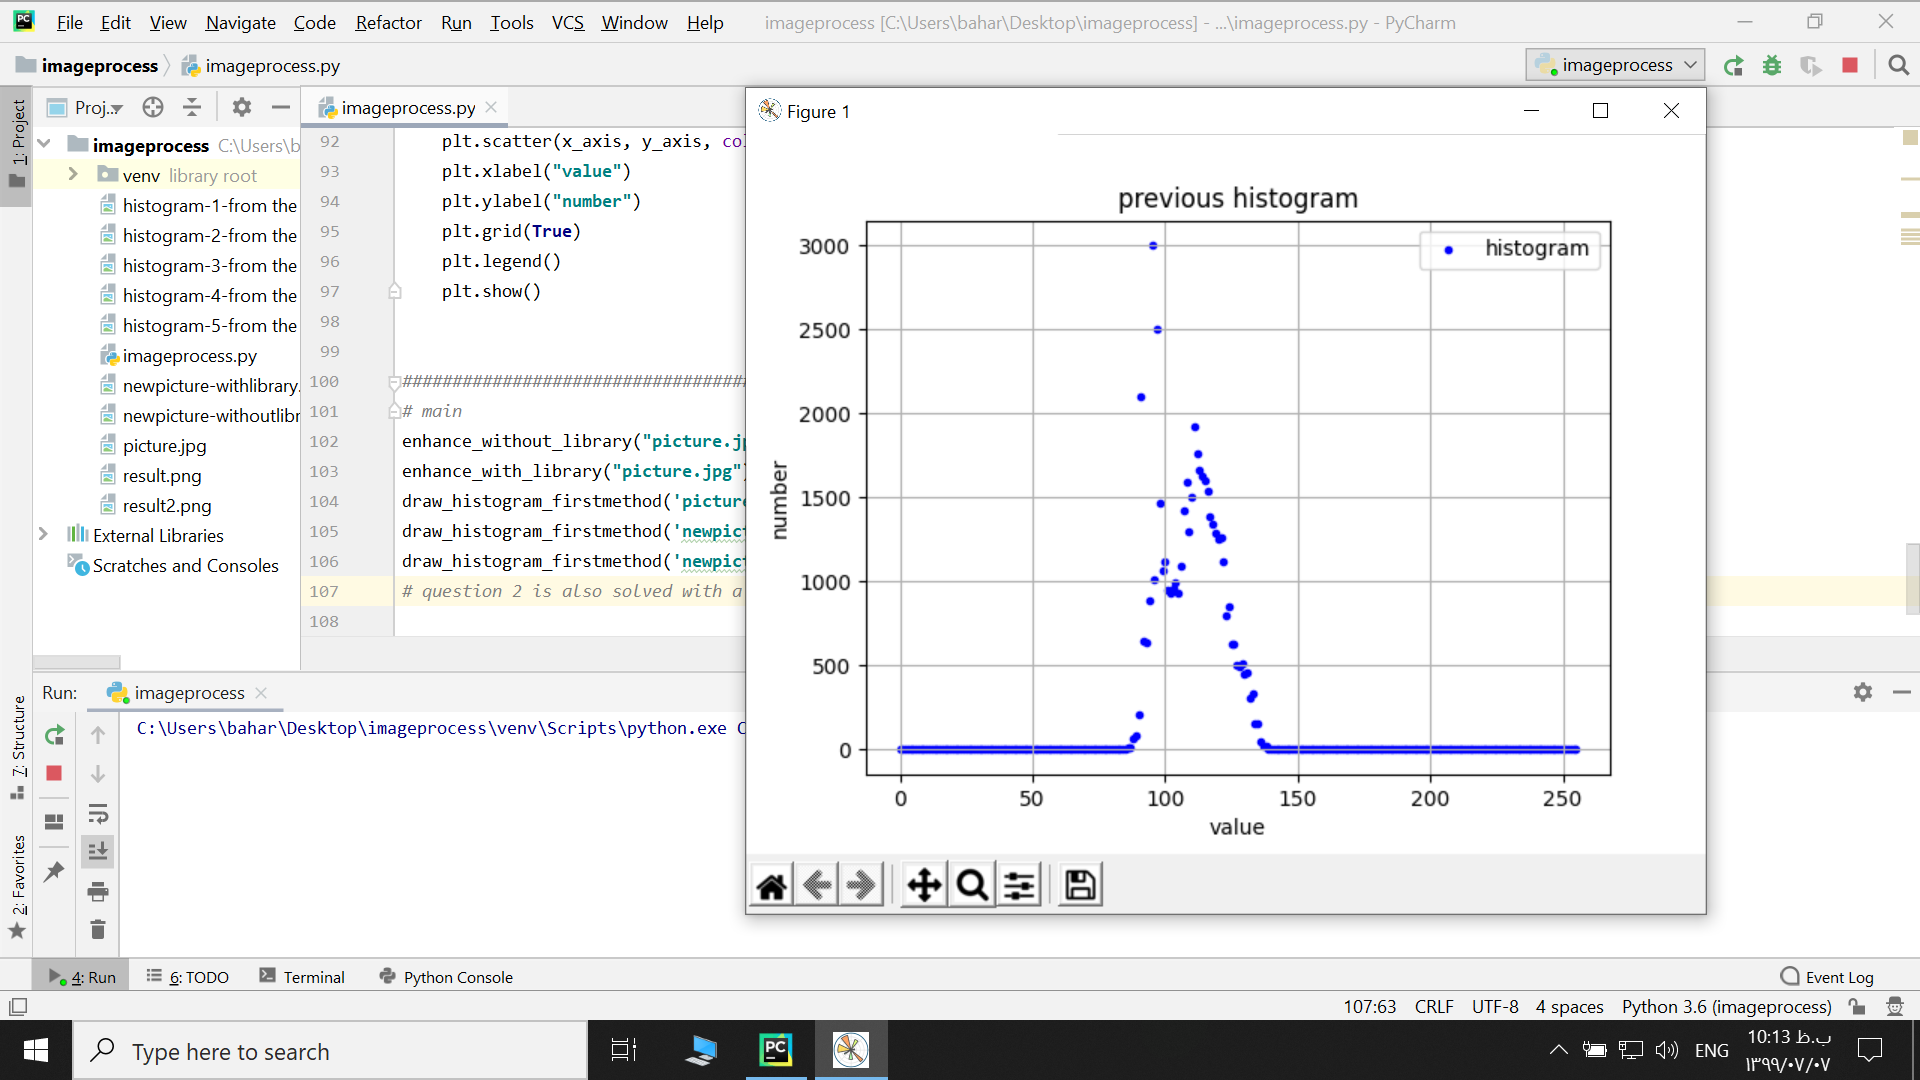 File Edit View Navigate Code Refactor Run Tools VCS Window Help imageprocess [C:\Users\bahar\Desktop\imageprocess] - ...\imageprocess.py - PyCharm
imageprocess imageprocess.py
imageprocess
1: Project
Proj...
imageprocess C:\Users\b
venv library root
histogram-1-from the
histogram-2-from the
histogram-3-from the
histogram-4-from the
histogram-5-from the
imageprocess.py
newpicture-withlibrary.
newpicture-withoutlibr
picture.jpg
result.png
result2.png
External Libraries
Scratches and Consoles
imageprocess.py
92 plt.scatter(x_axis, y_axis, col
93 plt.xlabel("value")
94 plt.ylabel("number")
95 plt.grid(True)
96 plt.legend()
97 plt.show()
98
99
100 ##################################
101 # main
102 enhance_without_library("picture.jp
103 enhance_with_library("picture.jpg")
104 draw_histogram_firstmethod('picture
105 draw_histogram_firstmethod('newpict
106 draw_histogram_firstmethod('newpict
107 # question 2 is also solved with a
108
Figure 1
previous histogram
histogram
3000
2500
2000
1500
1000
500
0
number
0 50 100 150 200 250
value
Run: imageprocess
C:\Users\bahar\Desktop\imageprocess\venv\Scripts\python.exe C
7: Structure
2: Favorites
4: Run 6: TODO Terminal Python Console Event Log
107:63 CRLF UTF-8 4 spaces Python 3.6 (imageprocess)
PC
Type here to search
PC
ENG
10:13 ب.ظ
۱۳۹۹/۰۷/۰۷